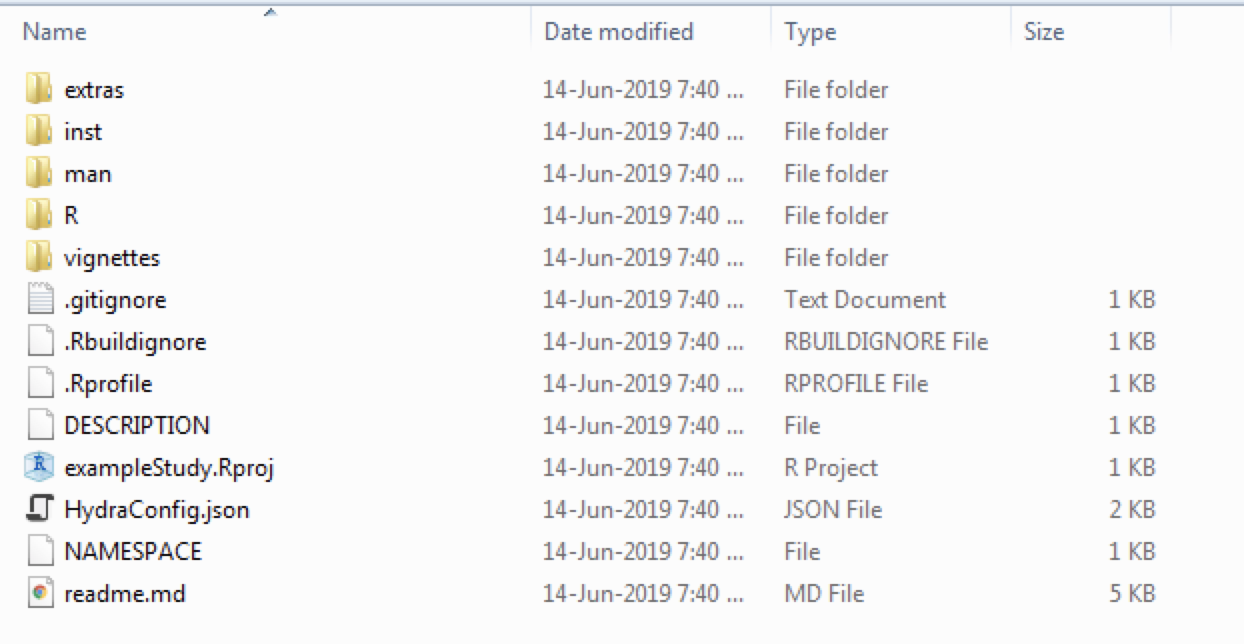 Name Date modified Type Size
extras 14-Jun-2019 7:40 ... File folder
inst 14-Jun-2019 7:40 ... File folder
man 14-Jun-2019 7:40 ... File folder
R 14-Jun-2019 7:40 ... File folder
vignettes 14-Jun-2019 7:40 ... File folder
.gitignore 14-Jun-2019 7:40 ... Text Document 1 KB
.Rbuildignore 14-Jun-2019 7:40 ... RBUILDIGNORE File 1 KB
.Rprofile 14-Jun-2019 7:40 ... RPROFILE File 1 KB
DESCRIPTION 14-Jun-2019 7:40 ... File 1 KB
exampleStudy.Rproj 14-Jun-2019 7:40 ... R Project 1 KB
HydraConfig.json 14-Jun-2019 7:40 ... JSON File 2 KB
NAMESPACE 14-Jun-2019 7:40 ... File 1 KB
readme.md 14-Jun-2019 7:40 ... MD File 5 KB